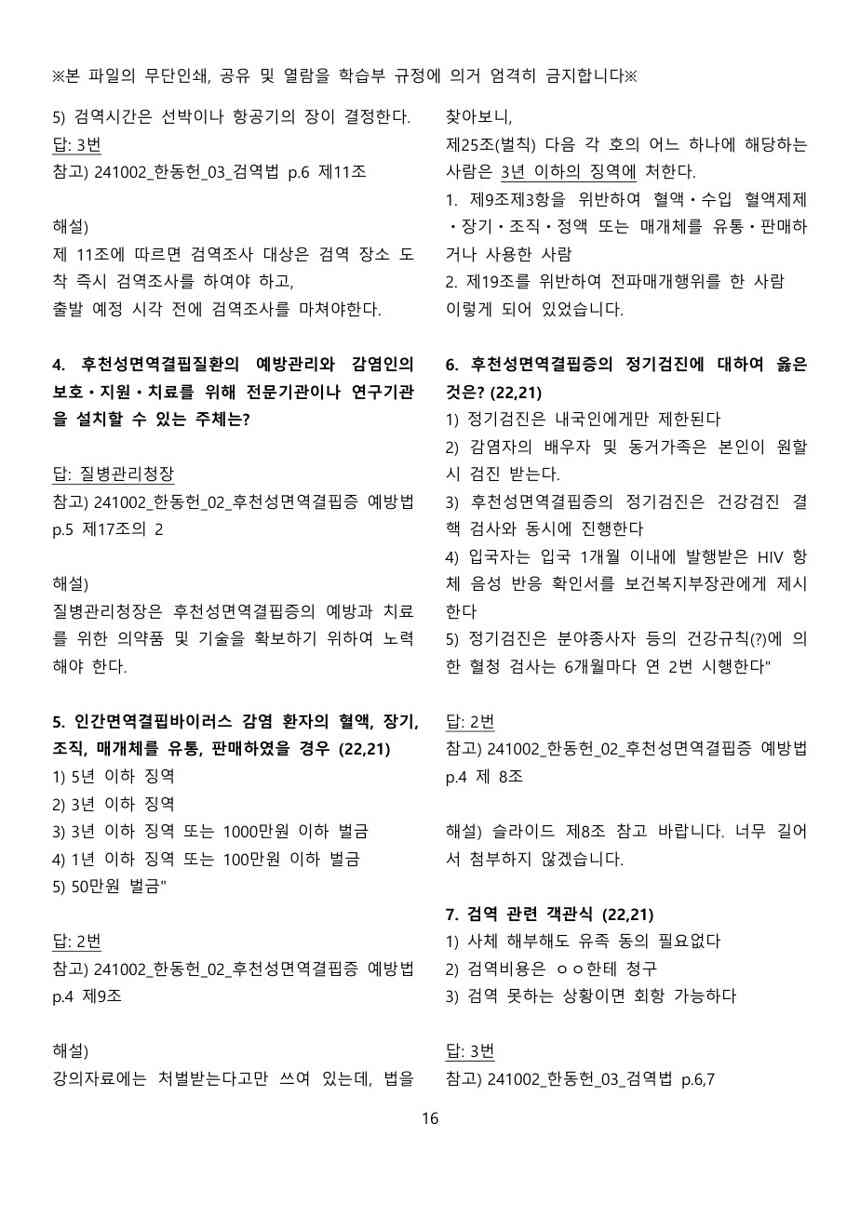 ※본 파일의 무단인쇄, 공유 및 열람을 학습부 규정에 의거 엄격히 금지합니다※
5) 검역시간은 선박이나 항공기의 장이 결정한다.
답: 3번
참고) 241002_한동헌_03_검역법 p.6 제11조
해설)
제 11조에 따르면 검역조사 대상은 검역 장소 도
착 즉시 검역조사를 하여야 하고,
출발 예정 시각 전에 검역조사를 마쳐야한다.
4. 후천성면역결핍질환의 예방관리와 감염인의
보호・지원・치료를 위해 전문기관이나 연구기관
을 설치할 수 있는 주체는?
답: 질병관리청장
참고) 241002_한동헌_02_후천성면역결핍증 예방법
p.5 제17조의 2
해설)
질병관리청장은 후천성면역결핍증의 예방과 치료
를 위한 의약품 및 기술을 확보하기 위하여 노력
해야 한다.
5. 인간면역결핍바이러스 감염 환자의 혈액, 장기,
조직, 매개체를 유통, 판매하였을 경우 (22,21)
1) 5년 이하 징역
2) 3년 이하 징역
3) 3년 이하 징역 또는 1000만원 이하 벌금
4) 1년 이하 징역 또는 100만원 이하 벌금
5) 50만원 벌금"
답: 2번
참고) 241002_한동헌_02_후천성면역결핍증 예방법
p.4 제9조
해설)
강의자료에는 처벌받는다고만 쓰여 있는데, 법을
찾아보니,
제25조(벌칙) 다음 각 호의 어느 하나에 해당하는
사람은 3년 이하의 징역에 처한다.
1. 제9조제3항을 위반하여 혈액・수입 혈액제제
・장기・조직・정액 또는 매개체를 유통・판매하
거나 사용한 사람
2. 제19조를 위반하여 전파매개행위를 한 사람
이렇게 되어 있었습니다.
6. 후천성면역결핍증의 정기검진에 대하여 옳은
것은? (22,21)
1) 정기검진은 내국인에게만 제한된다
2) 감염자의 배우자 및 동거가족은 본인이 원할
시 검진 받는다.
3) 후천성면역결핍증의 정기검진은 건강검진 결
핵 검사와 동시에 진행한다
4) 입국자는 입국 1개월 이내에 발행받은 HIV 항
체 음성 반응 확인서를 보건복지부장관에게 제시
한다
5) 정기검진은 분야종사자 등의 건강규칙(?)에 의
한 혈청 검사는 6개월마다 연 2번 시행한다"
답: 2번
참고) 241002_한동헌_02_후천성면역결핍증 예방법
p.4 제 8조
해설) 슬라이드 제8조 참고 바랍니다. 너무 길어
서 첨부하지 않겠습니다.
7. 검역 관련 객관식 (22,21)
1) 사체 해부해도 유족 동의 필요없다
2) 검역비용은 ㅇㅇ한테 청구
3) 검역 못하는 상황이면 회항 가능하다
답: 3번
참고) 241002_한동헌_03_검역법 p.6,7
16